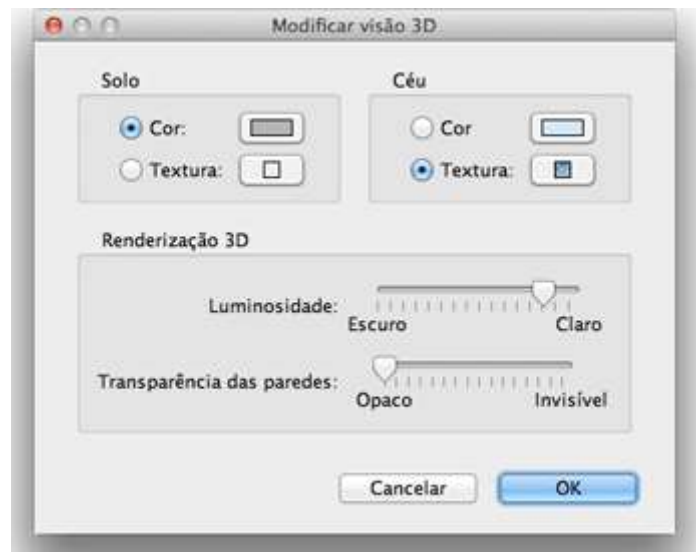 Modificar visão 3D
Solo
Cor:
Textura:
Céu
Cor
Textura:
Renderização 3D
Luminosidade:
Escuro
Claro
Transparência das paredes:
Opaco
Invisível
Cancelar
OK